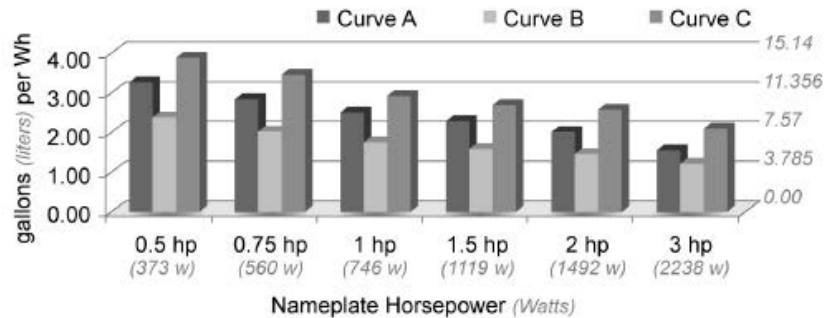 Curve A Curve B Curve C
gallons (liters) per Wh
4.00
3.00
2.00
1.00
0.00
15.14
11.356
7.57
3.785
0.00
0.5 hp 0.75 hp 1 hp 1.5 hp 2 hp 3 hp
(373 w) (560 w) (746 w) (1119 w) (1492 w) (2238 w)
Nameplate Horsepower (Watts)